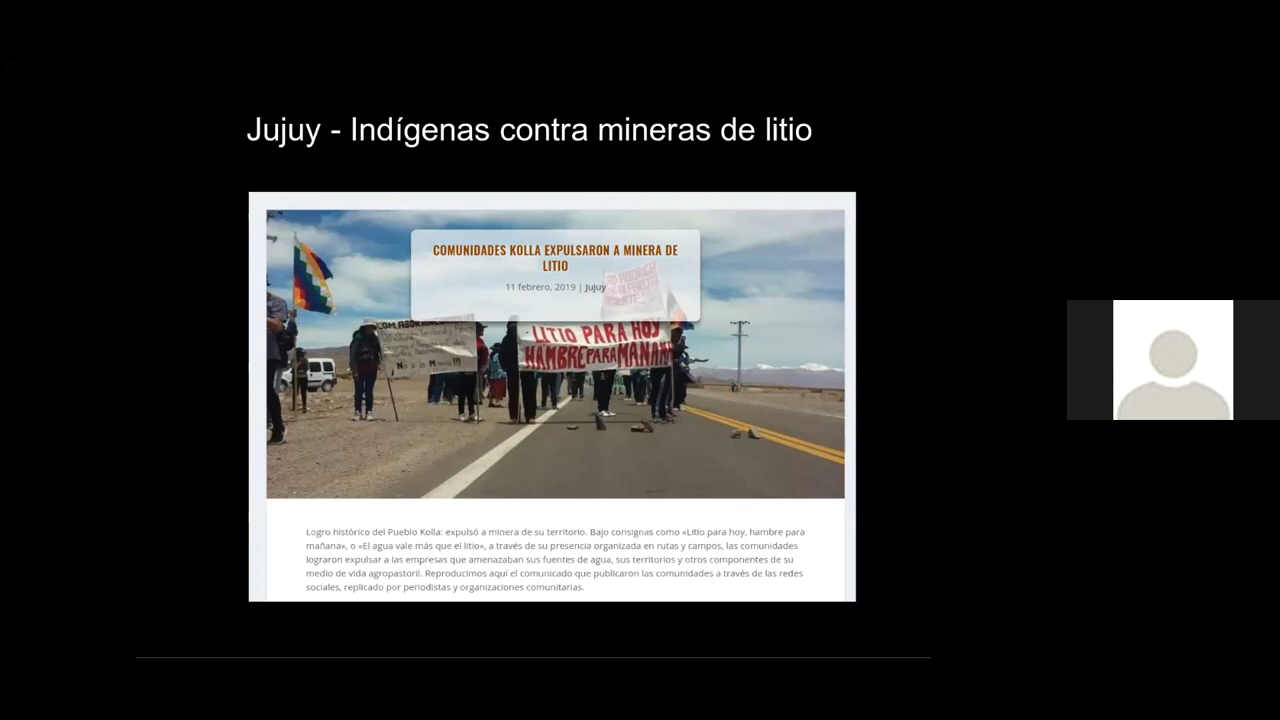 Jujuy - Indígenas contra mineras de litio
COMUNIDADES KOLLA EXPULSARON A MINERA DE
LITIO
11 febrero, 2019 | Jujuy
LITIO PARA HOY
HAMBRE PARA MAÑANA
¡No a la Minería!!!
Logro histórico del Pueblo Kolla: expulsó a minera de su territorio. Bajo consignas como «Litio para hoy, hambre para
mañana», o «El agua vale más que el litio», a través de su presencia organizada en rutas y campos, las comunidades
lograron expulsar a las empresas que amenazaban sus fuentes de agua, sus territorios y otros componentes de su
medio de vida agropastoril. Reproducimos aquí el comunicado que publicaron las comunidades a través de las redes
sociales, replicado por periodistas y organizaciones comunitarias.